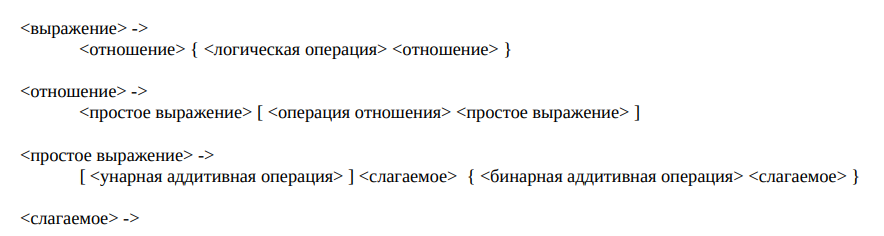 <выражение> ->
<отношение> { <логическая операция> <отношение> }
<отношение> ->
<простое выражение> [ <операция отношения> <простое выражение> ]
<простое выражение> ->
[ <унарная аддитивная операция> ] <слагаемое> { <бинарная аддитивная операция> <слагаемое> }
<слагаемое> ->